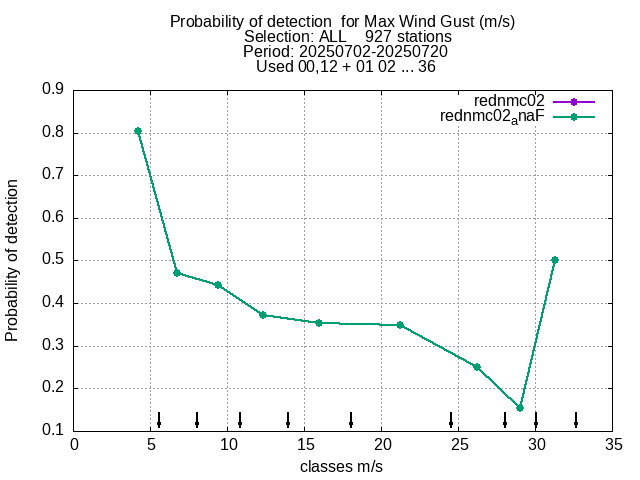 Probability of detection  for Max Wind Gust (m/s)
Selection: ALL    927 stations
Period: 20250702-20250720
Used 00,12 + 01 02 ... 36
rednmc02
rednmc02anaF
0.9
0.8
0.7
0.6
0.5
0.4
0.3
0.2
0.1
Probability of detection
0 5 10 15 20 25 30 35
classes m/s